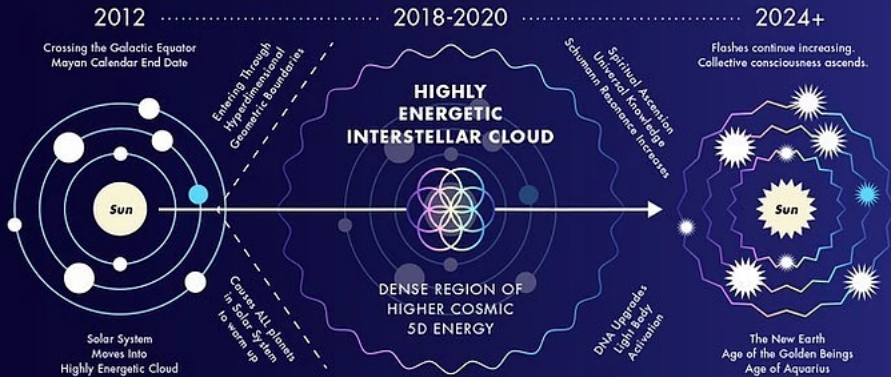 2012
2018-2020
2024+
Crossing the Galactic Equator
Mayan Calendar End Date
Entering Through
Hyperdimensional
Geometric Boundaries
HIGHLY
ENERGETIC
INTERSTELLAR CLOUD
Spiritual Ascension
Universal Knowledge
Schumann Resonance Increases
Flashes continue increasing.
Collective consciousness ascends.
Sun
Sun
Causes ALL planets
in Solar System
to warm up
DENSE REGION OF
HIGHER COSMIC
5D ENERGY
DNA Upgrades
Light Body
Activation
Solar System
Moves Into
Highly Energetic Cloud
The New Earth
Age of the Golden Beings
Age of Aquarius